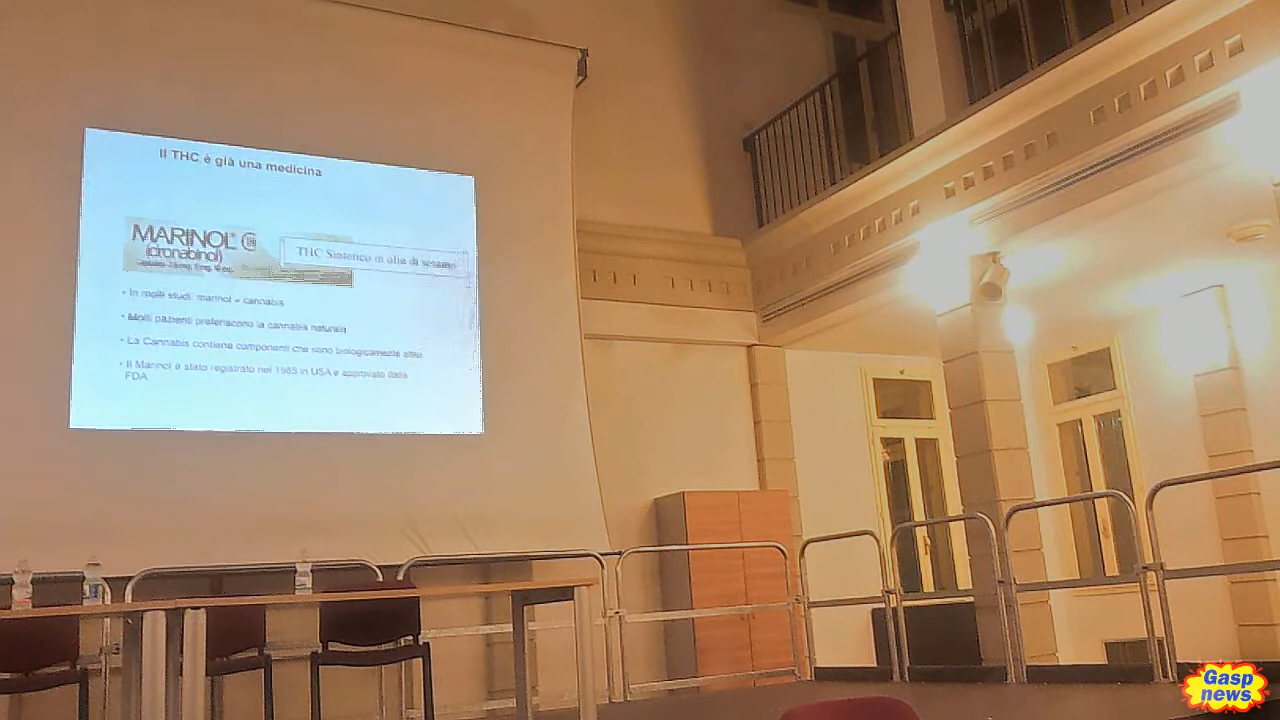 Il THC è già una medicina
MARINOL®
(dronabinol)
THC Sintetico in olio di sesamo
• In molti studi: marinol = cannabis
• Molti pazienti preferiscono la cannabis naturale
• La Cannabis contiene componenti che sono biologicamente attivi
• Il Marinol è stato registrato nel 1985 in USA e approvato dalla
FDA
Gasp
news